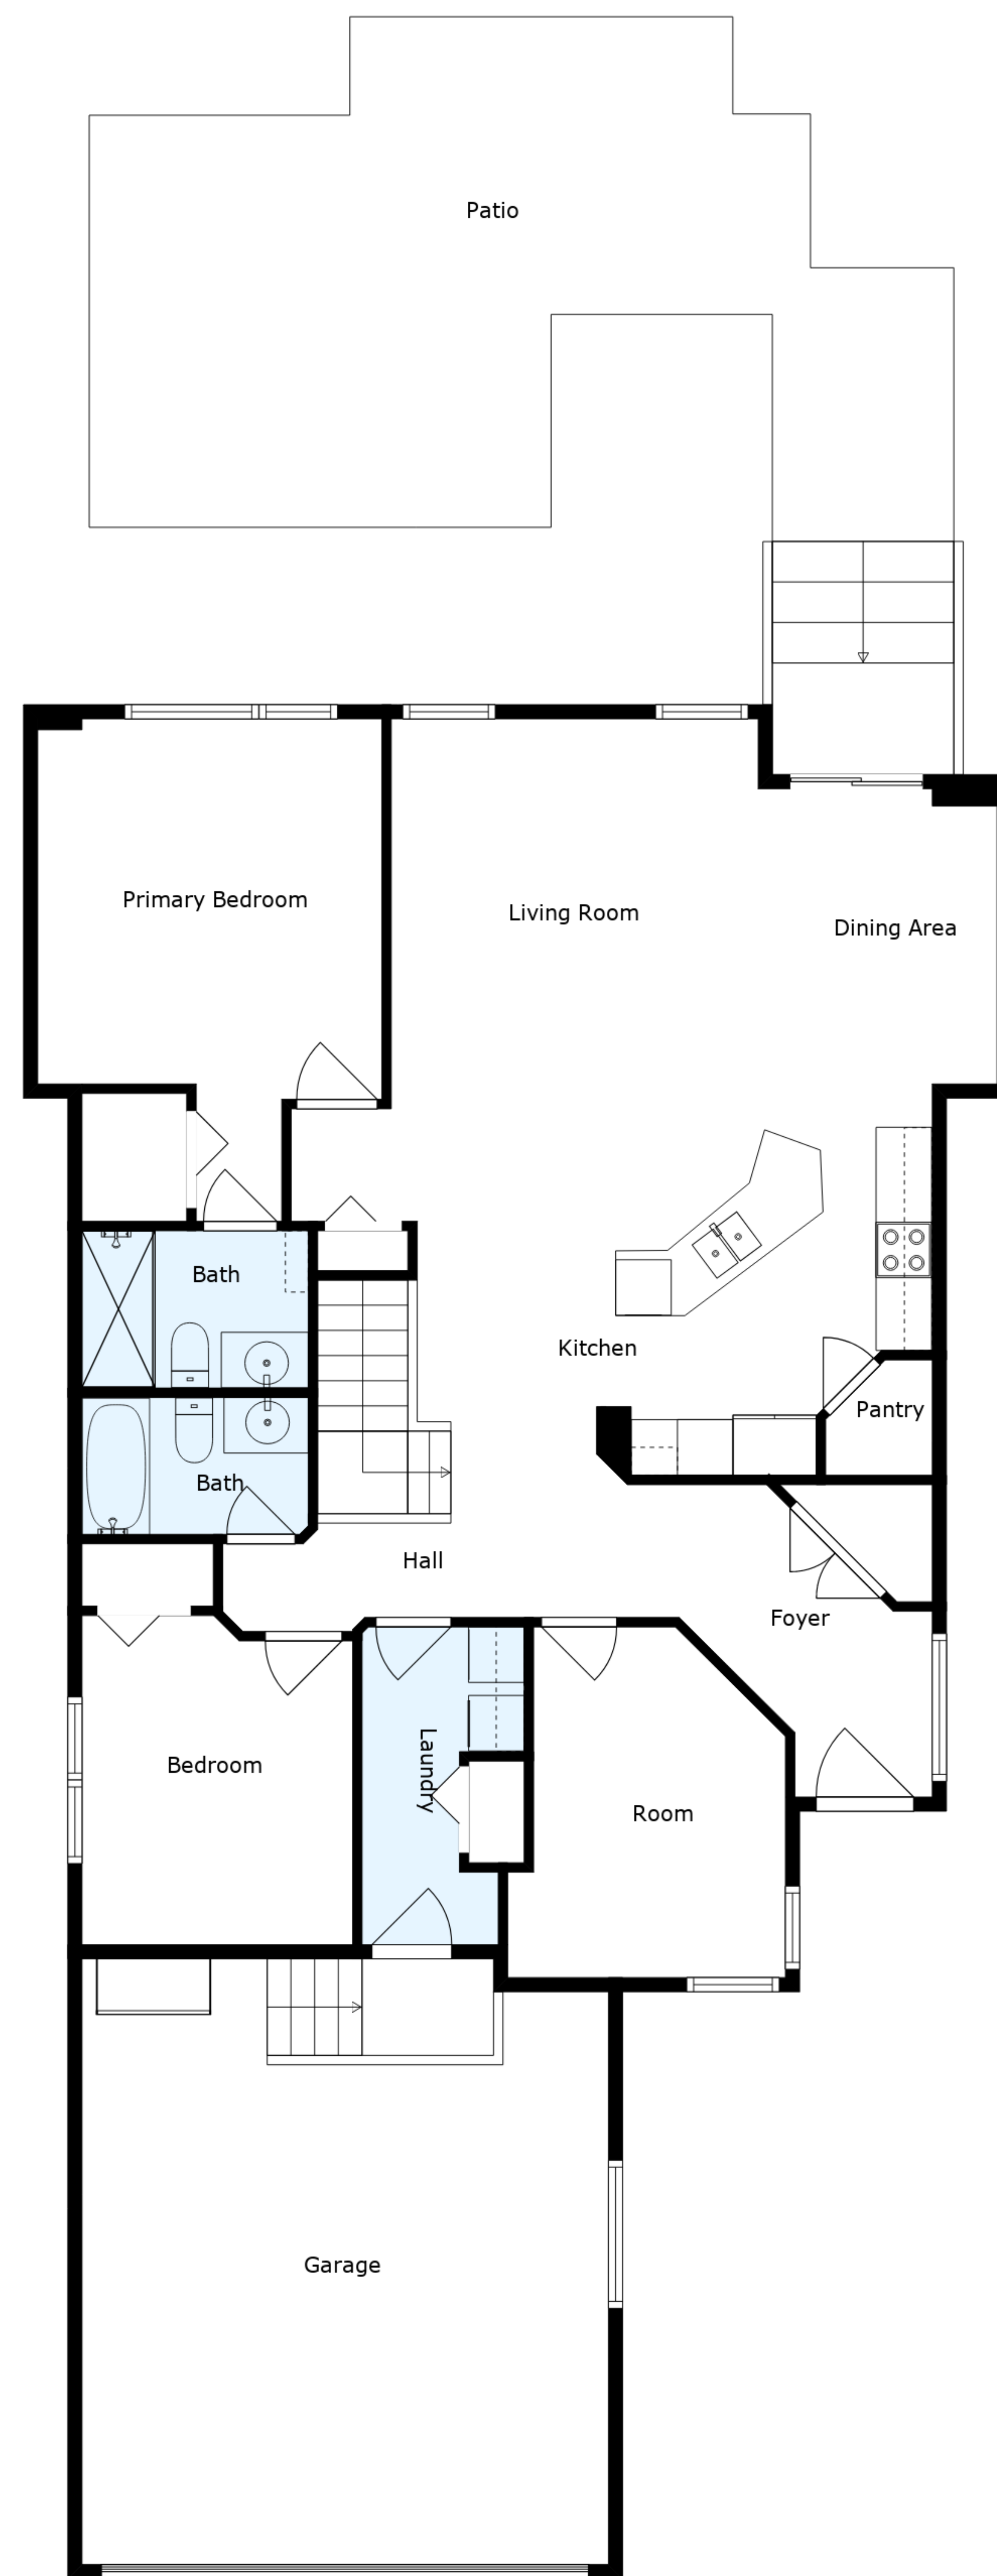 Patio
Primary Bedroom
Living Room
Dining Area
Bath
Kitchen
Pantry
Bath
Hall
Foyer
Bedroom
Laundry
Room
Garage